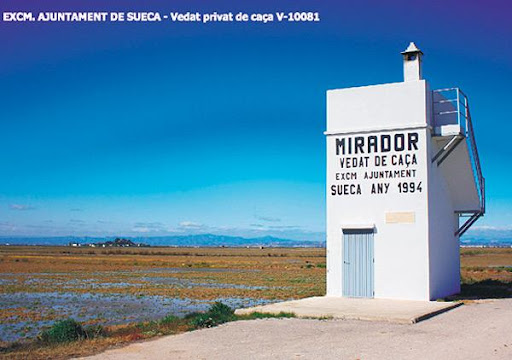 EXCM. AJUNTAMENT DE SUECA - Vedat privat de caça V-10081
MIRADOR
VEDAT DE CAÇA
EXCM AJUNTAMENT
SUECA ANY 1994